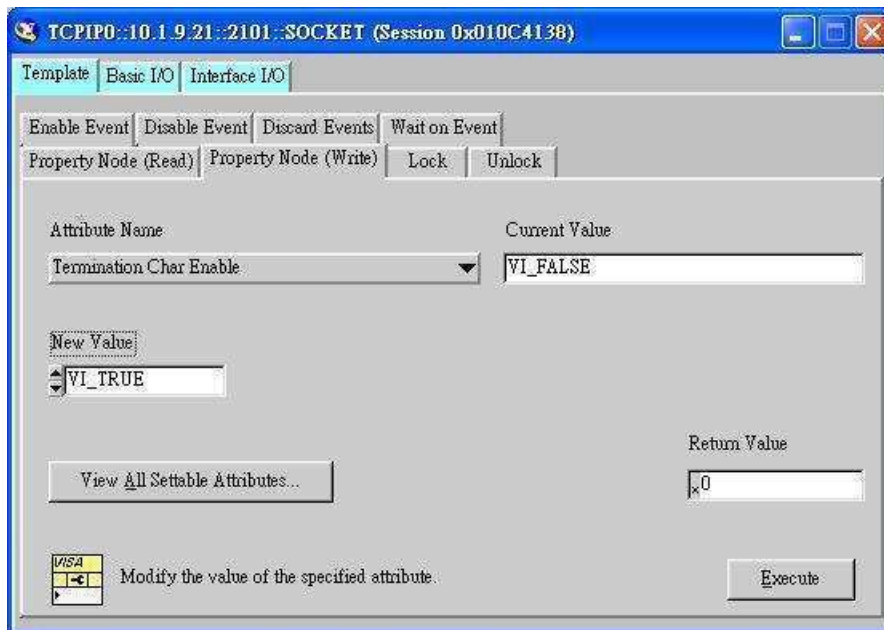 TCPIP0::10.1.9.21::2101::SOCKET (Session 0x010C4138)
Template Basic I/O Interface I/O
Enable Event Disable Event Discard Events Wait on Event
Property Node (Read) Property Node (Write) Lock Unlock
Attribute Name Current Value
Termination Char Enable VI_FALSE
New Value
VI_TRUE
Return Value
View All Settable Attributes... x0
VISA
Modify the value of the specified attribute. Execute